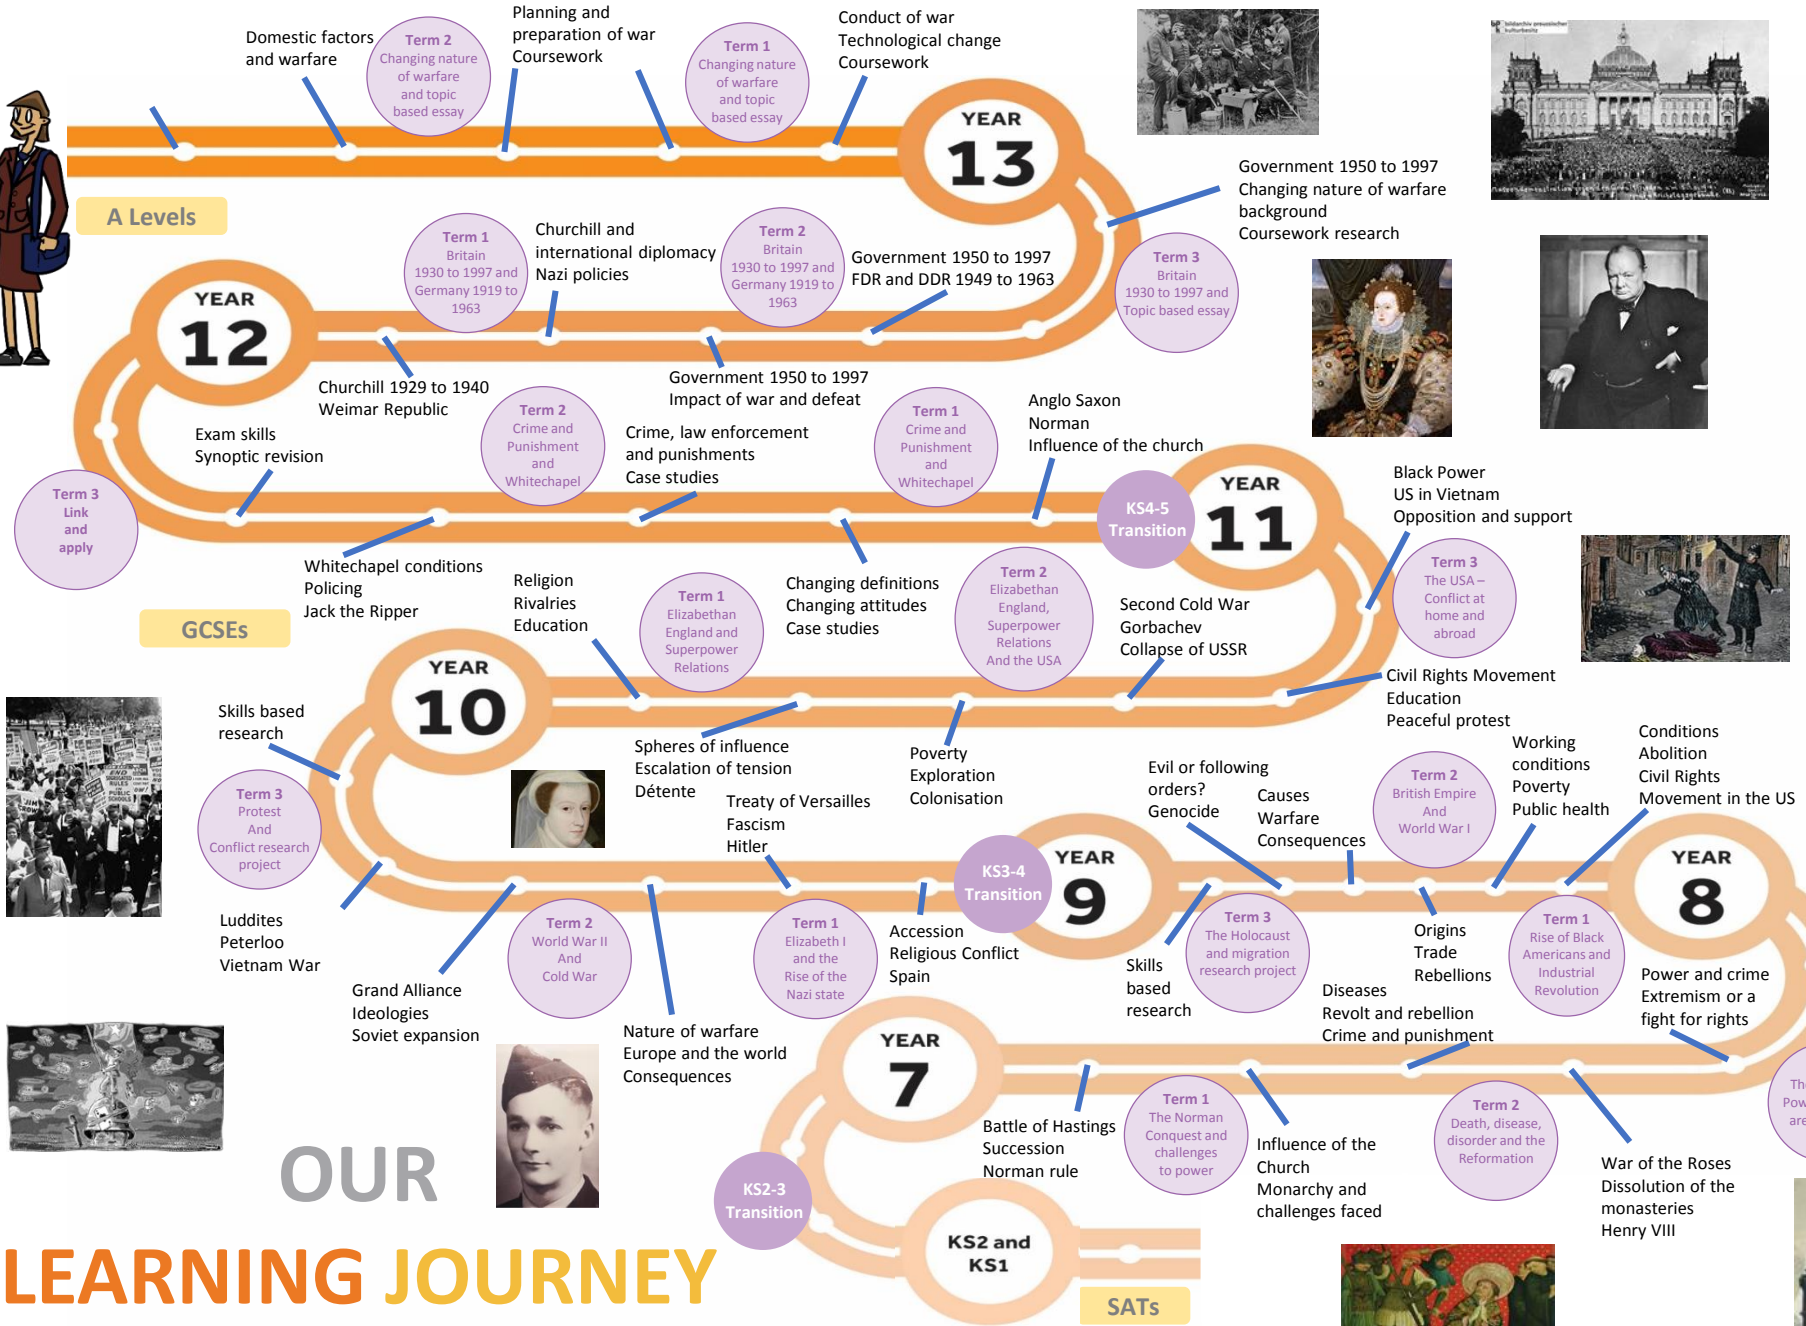 Domestic factors
and warfare
Term 2
Changing nature
of warfare
and topic
based essay
Planning and
preparation of war
Coursework
Term 1
Changing nature
of warfare
and topic
based essay
Conduct of war
Technological change
Coursework
YEAR
13
bildarchiv preussischer
kulturbesitz
A Levels
Government 1950 to 1997
Changing nature of warfare
background
Coursework research
Term 3
Britain
1930 to 1997 and
Topic based essay
Term 1
Britain
1930 to 1997 and
Germany 1919 to
1963
Churchill and
international diplomacy
Nazi policies
Term 2
Britain
1930 to 1997 and
Germany 1919 to
1963
Government 1950 to 1997
FDR and DDR 1949 to 1963
YEAR
12
Churchill 1929 to 1940
Weimar Republic
Government 1950 to 1997
Impact of war and defeat
Exam skills
Synoptic revision
Term 2
Crime and
Punishment
and
Whitechapel
Crime, law enforcement
and punishments
Case studies
Term 1
Crime and
Punishment
and
Whitechapel
Anglo Saxon
Norman
Influence of the church
KS4-5
Transition
YEAR
11
Black Power
US in Vietnam
Opposition and support
Term 3
Link
and
apply
Whitechapel conditions
Policing
Jack the Ripper
Changing definitions
Changing attitudes
Case studies
Term 3
The USA –
Conflict at
home and
abroad
GCSEs
Religion
Rivalries
Education
Term 1
Elizabethan
England and
Superpower
Relations
Term 2
Elizabethan
England,
Superpower
Relations
And the USA
Second Cold War
Gorbachev
Collapse of USSR
Civil Rights Movement
Education
Peaceful protest
YEAR
10
Skills based
research
Spheres of influence
Escalation of tension
Détente
Poverty
Exploration
Colonisation
Term 3
Protest
And
Conflict research
project
Treaty of Versailles
Fascism
Hitler
KS3-4
Transition
YEAR
9
Evil or following
orders?
Genocide
Causes
Warfare
Consequences
Term 2
British Empire
And
World War I
Working
conditions
Poverty
Public health
Conditions
Abolition
Civil Rights
Movement in the US
YEAR
8
Luddites
Peterloo
Vietnam War
Grand Alliance
Ideologies
Soviet expansion
Term 2
World War II
And
Cold War
Nature of warfare
Europe and the world
Consequences
Term 1
Elizabeth I
and the
Rise of the
Nazi state
Accession
Religious Conflict
Spain
Skills
based
research
Term 3
The Holocaust
and migration
research project
Origins
Trade
Rebellions
Term 1
Rise of Black
Americans and
Industrial
Revolution
Power and crime
Extremism or a
fight for rights
Diseases
Revolt and rebellion
Crime and punishment
YEAR
7
Battle of Hastings
Succession
Norman rule
Term 1
The Norman
Conquest and
challenges
to power
Influence of the
Church
Monarchy and
challenges faced
Term 2
Death, disease,
disorder and the
Reformation
War of the Roses
Dissolution of the
monasteries
Henry VIII
KS2-3
Transition
KS2 and
KS1
SATs
OUR
LEARNING JOURNEY